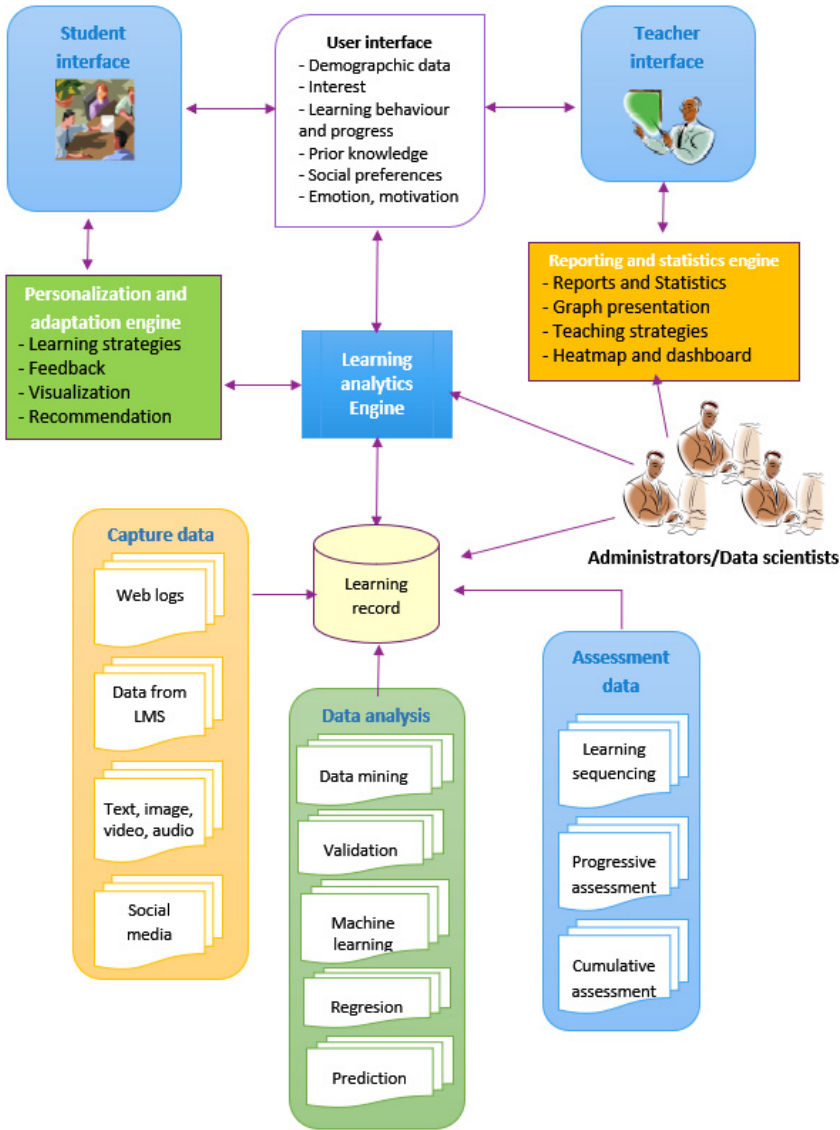 Student
interface
User interface
- Demograpchic data
- Interest
- Learning behaviour
and progress
- Prior knowledge
- Social preferences
- Emotion, motivation
Teacher
interface
Personalization and
adaptation engine
- Learning strategies
- Feedback
- Visualization
- Recommendation
Learning
analytics
Engine
Reporting and statistics engine
- Reports and Statistics
- Graph presentation
- Teaching strategies
- Heatmap and dashboard
Administrators/Data scientists
Capture data
Web logs
Data from
LMS
Text, image,
video, audio
Social
media
Learning
record
Data analysis
Data mining
Validation
Machine
learning
Regresion
Prediction
Assessment
data
Learning
sequencing
Progressive
assessment
Cumulative
assessment